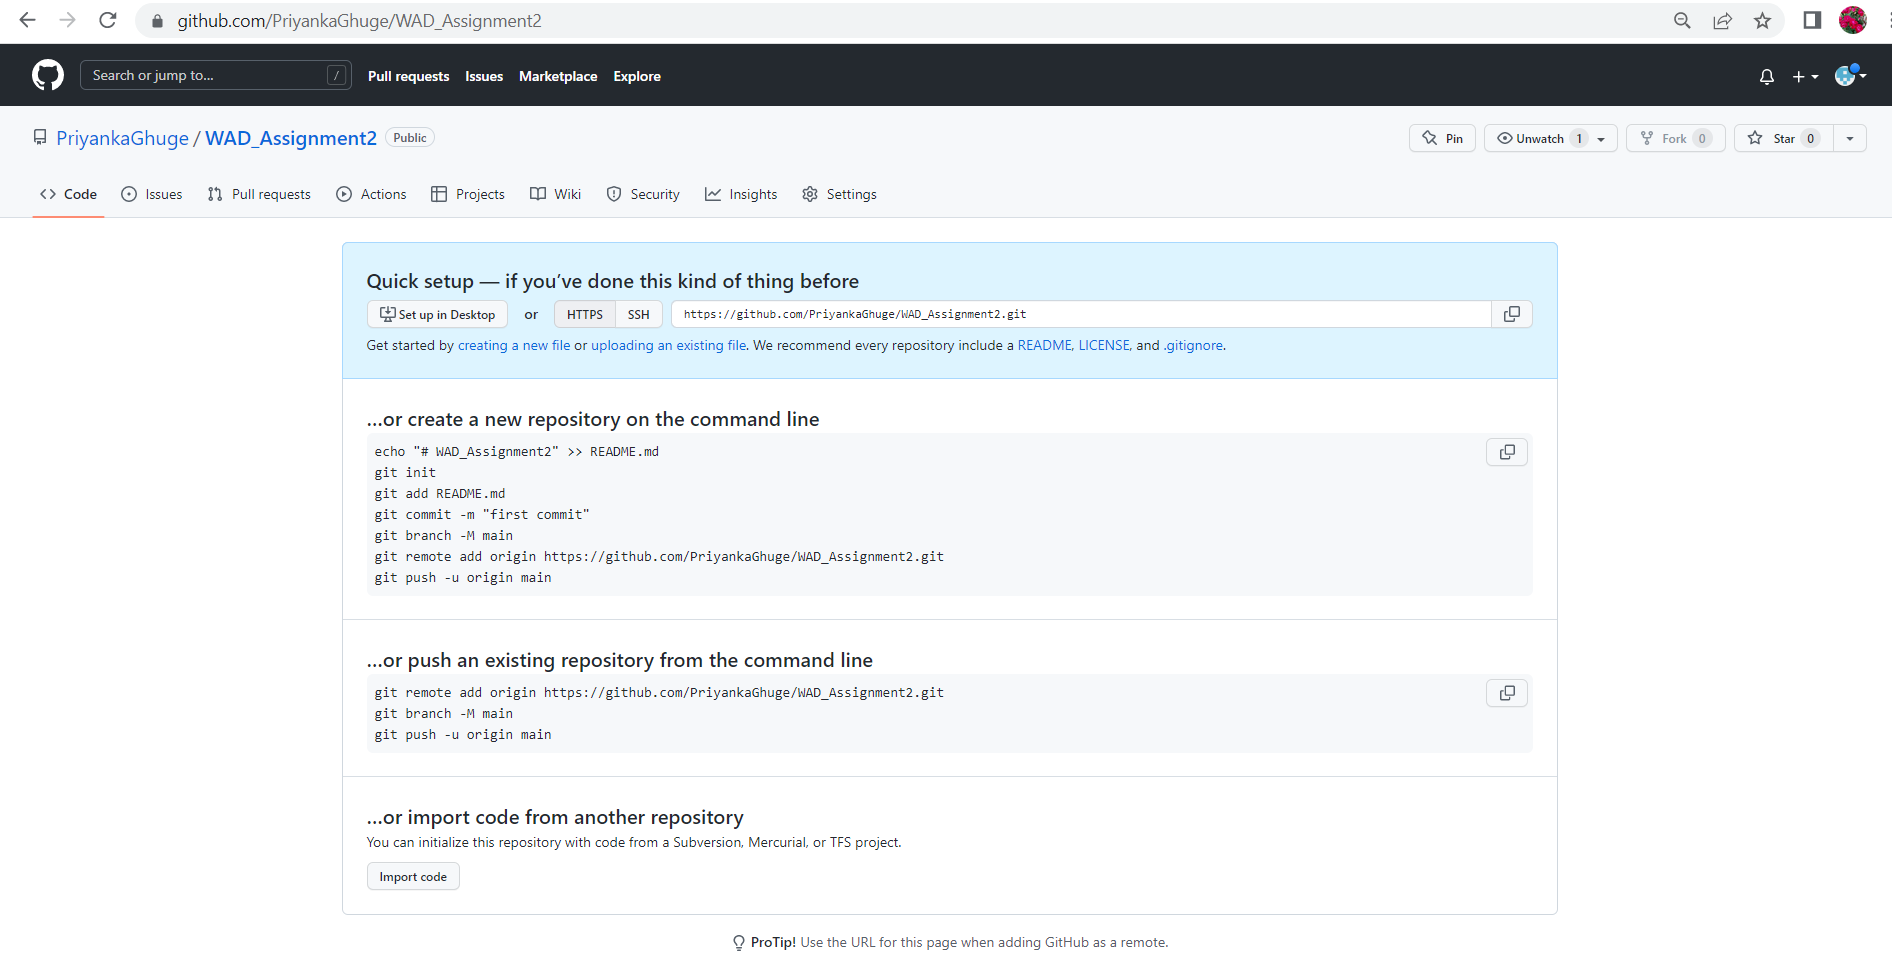 github.com/PriyankaGhuge/WAD_Assignment2
Search or jump to... / Pull requests Issues Marketplace Explore
PriyankaGhuge / WAD_Assignment2 Public Pin Unwatch 1 Fork 0 Star 0
Code Issues Pull requests Actions Projects Wiki Security Insights Settings
Quick setup — if you’ve done this kind of thing before
Set up in Desktop or HTTPS SSH https://github.com/PriyankaGhuge/WAD_Assignment2.git
Get started by creating a new file or uploading an existing file. We recommend every repository include a README, LICENSE, and .gitignore.
…or create a new repository on the command line
echo "# WAD_Assignment2" >> README.md
git init
git add README.md
git commit -m "first commit"
git branch -M main
git remote add origin https://github.com/PriyankaGhuge/WAD_Assignment2.git
git push -u origin main
…or push an existing repository from the command line
git remote add origin https://github.com/PriyankaGhuge/WAD_Assignment2.git
git branch -M main
git push -u origin main
…or import code from another repository
You can initialize this repository with code from a Subversion, Mercurial, or TFS project.
Import code
ProTip! Use the URL for this page when adding GitHub as a remote.